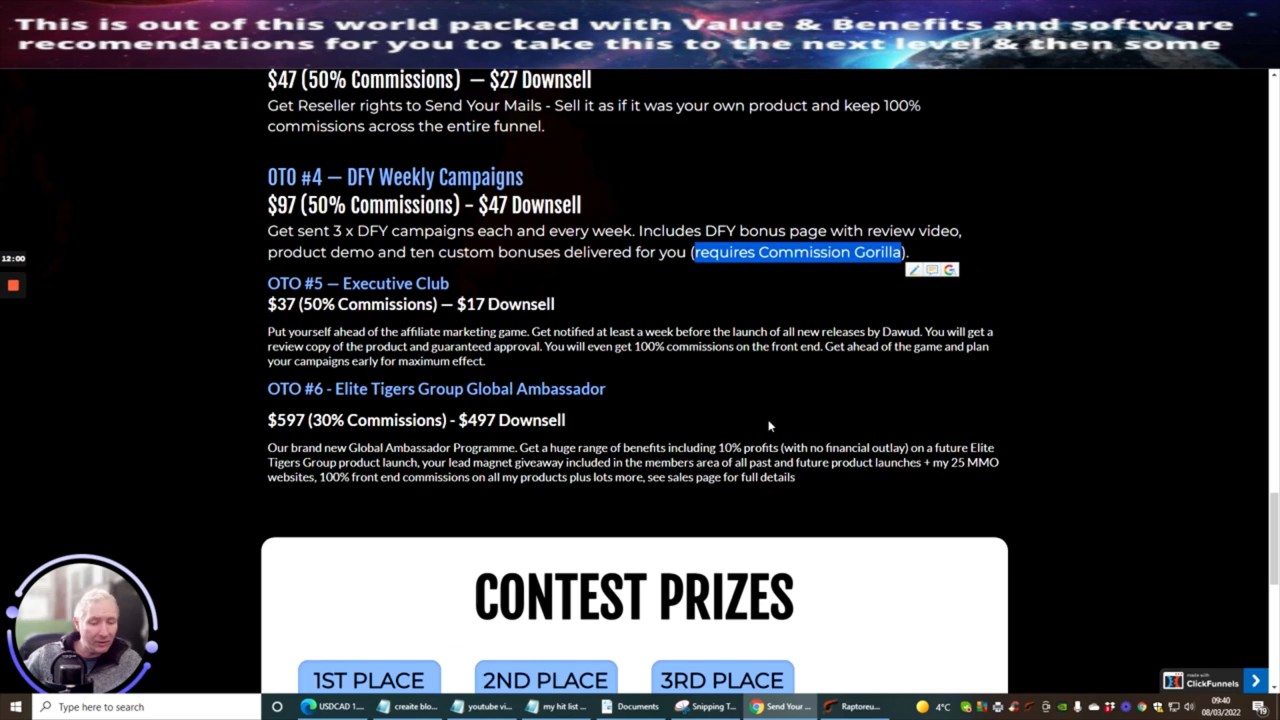 This is out of this world packed with Value & Benefits and software
recomendations for you to take this to the next level & then some
$47 (50% Commissions) — $27 Downsell
Get Reseller rights to Send Your Mails - Sell it as if it was your own product and keep 100%
commissions across the entire funnel.
OTO #4 — DFY Weekly Campaigns
$97 (50% Commissions) – $47 Downsell
Get sent 3 x DFY campaigns each and every week. Includes DFY bonus page with review video,
product demo and ten custom bonuses delivered for you (requires Commission Gorilla).
12:00
OTO #5 — Executive Club
$37 (50% Commissions) — $17 Downsell
Put yourself ahead of the affiliate marketing game. Get notified at least a week before the launch of all new releases by Dawud. You will get a
review copy of the product and guaranteed approval. You will even get 100% commissions on the front end. Get ahead of the game and plan
your campaigns early for maximum effect.
OTO #6 - Elite Tigers Group Global Ambassador
$597 (30% Commissions) - $497 Downsell
Our brand new Global Ambassador Programme. Get a huge range of benefits including 10% profits (with no financial outlay) on a future Elite
Tigers Group product launch, your lead magnet giveaway included in the members area of all past and future product launches + my 25 MMO
websites, 100% front end commissions on all my products plus lots more, see sales page for full details
CONTEST PRIZES
1ST PLACE 2ND PLACE 3RD PLACE
made with
ClickFunnels
Type here to search USDCAD 1.... creaite blo... youtube vi... my hit list ... Documents Snipping T... Send Your ... Raptoreu... 4°C 09:40
08/03/2022 19